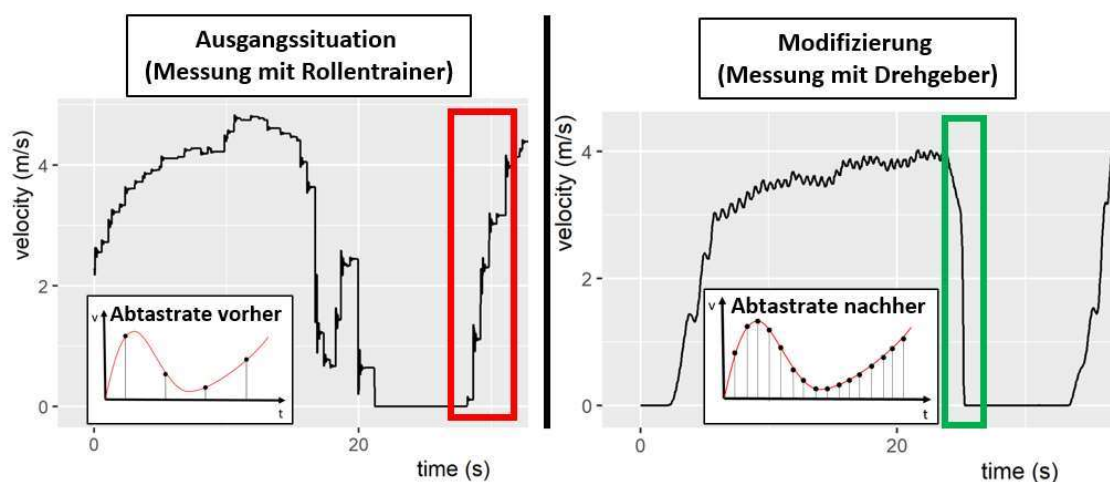 Ausgangssituation
(Messung mit Rollentrainer)
velocity (m/s)
4
2
0
Abtastrate vorher
v
t
0
20
time (s)
Modifizierung
(Messung mit Drehgeber)
velocity (m/s)
4
2
0
Abtastrate nachher
v
t
0
20
time (s)